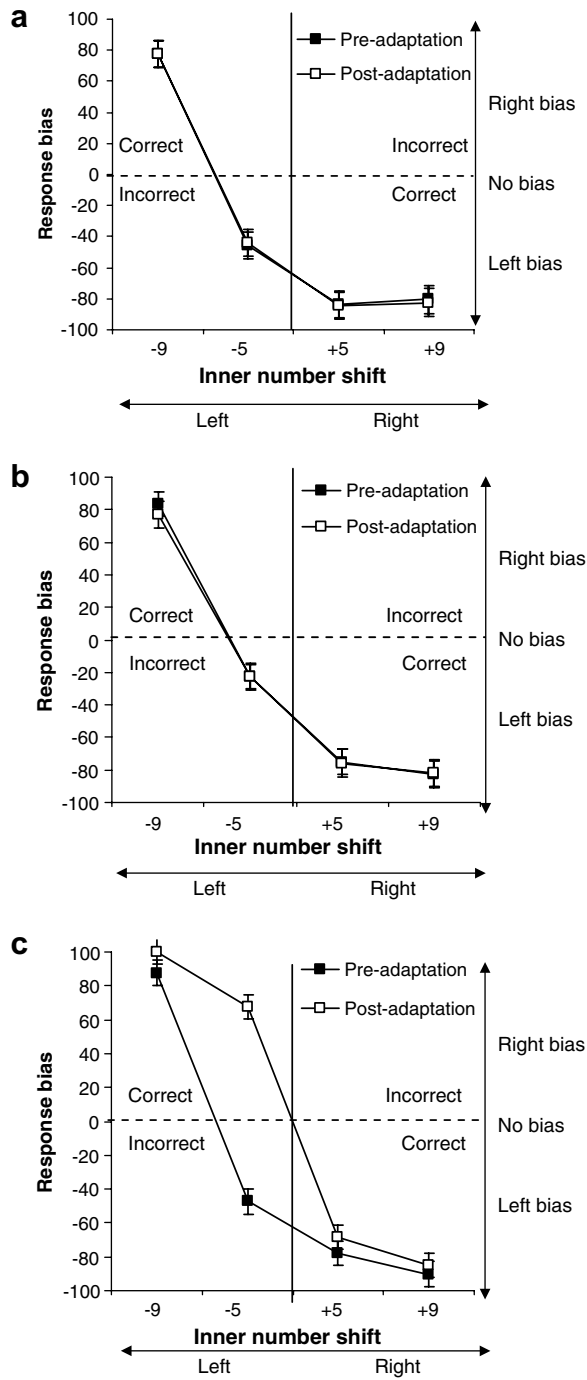 a
100
80
60
40
20
0
-20
-40
-60
-80
-100
Response bias
Pre-adaptation
Post-adaptation
Correct
Incorrect
Incorrect
Correct
Right bias
No bias
Left bias
-9 -5 +5 +9
Inner number shift
Left Right
b
100
80
60
40
20
0
-20
-40
-60
-80
-100
Response bias
Pre-adaptation
Post-adaptation
Correct
Incorrect
Incorrect
Correct
Right bias
No bias
Left bias
-9 -5 +5 +9
Inner number shift
Left Right
c
100
80
60
40
20
0
-20
-40
-60
-80
-100
Response bias
Pre-adaptation
Post-adaptation
Correct
Incorrect
Incorrect
Correct
Right bias
No bias
Left bias
-9 -5 +5 +9
Inner number shift
Left Right